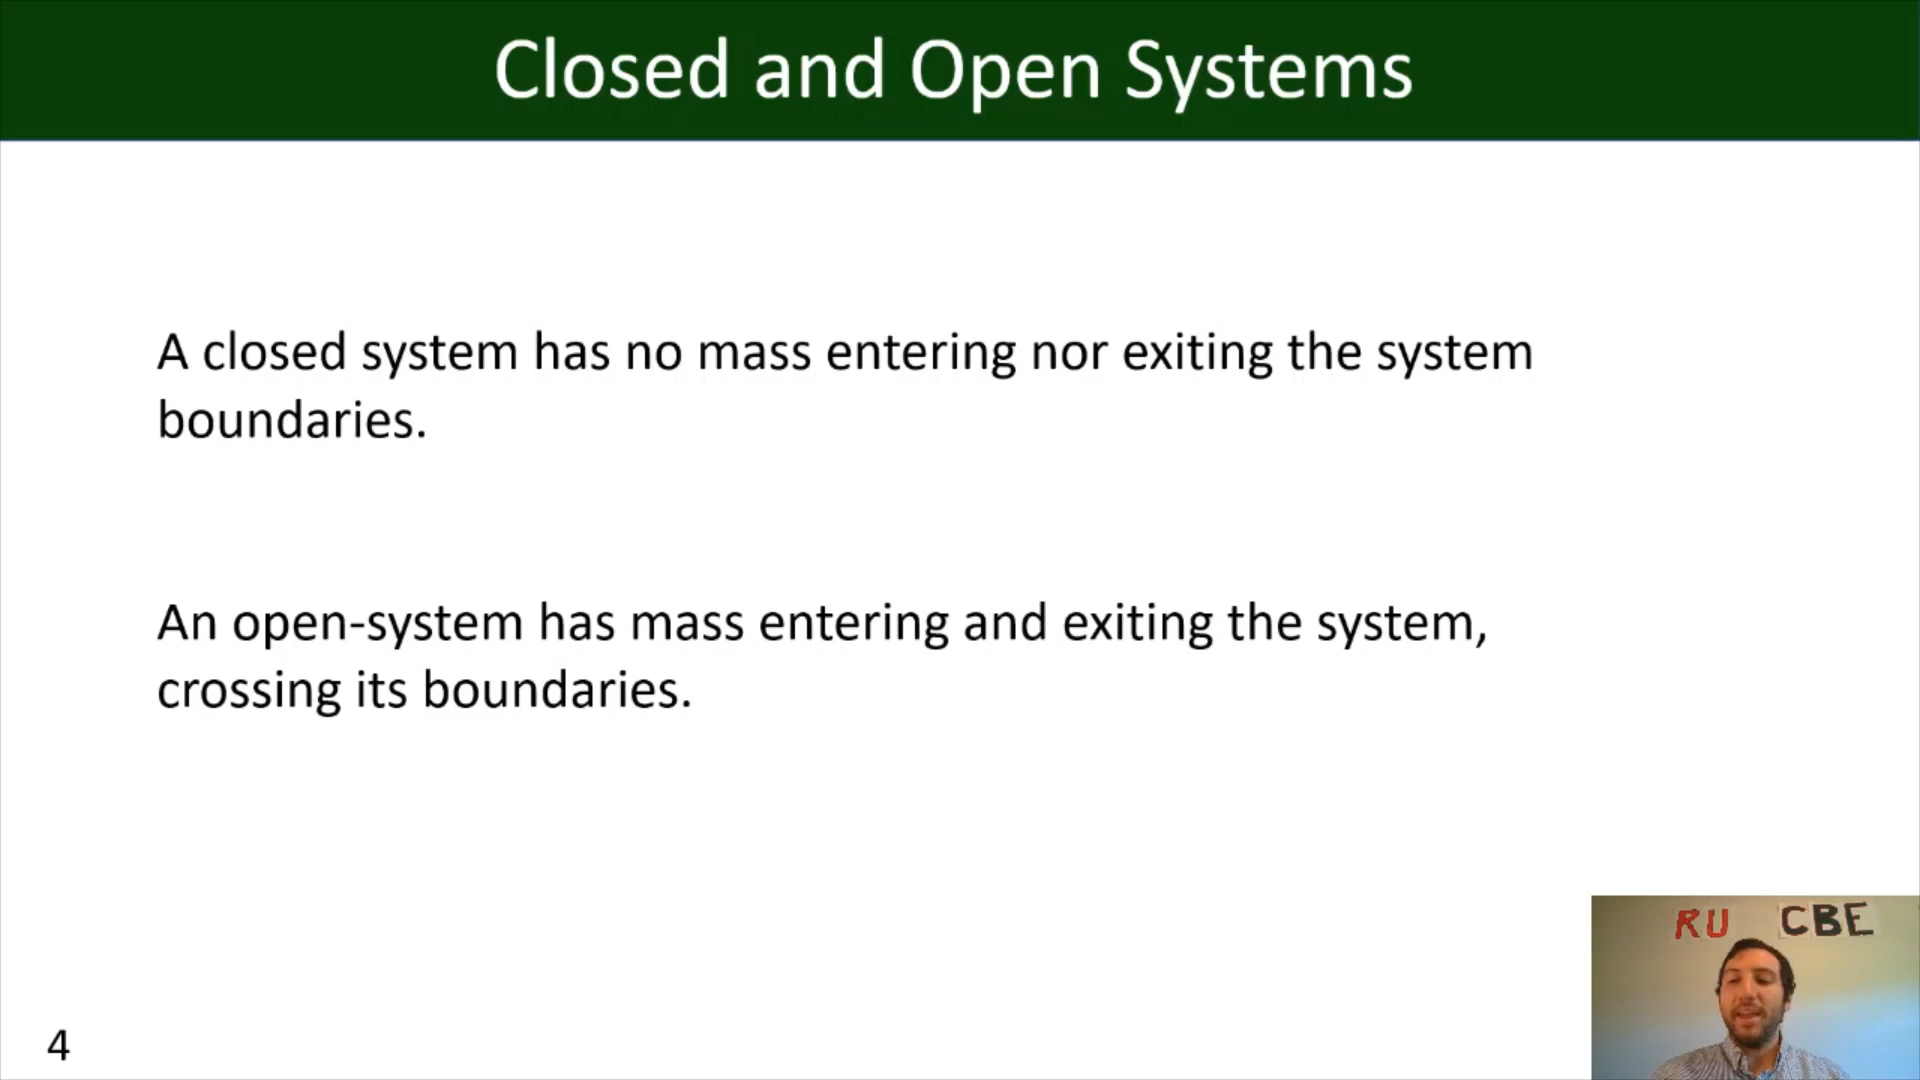 Closed and Open Systems
A closed system has no mass entering nor exiting the system
boundaries.
An open-system has mass entering and exiting the system,
crossing its boundaries.
RU CBE
4